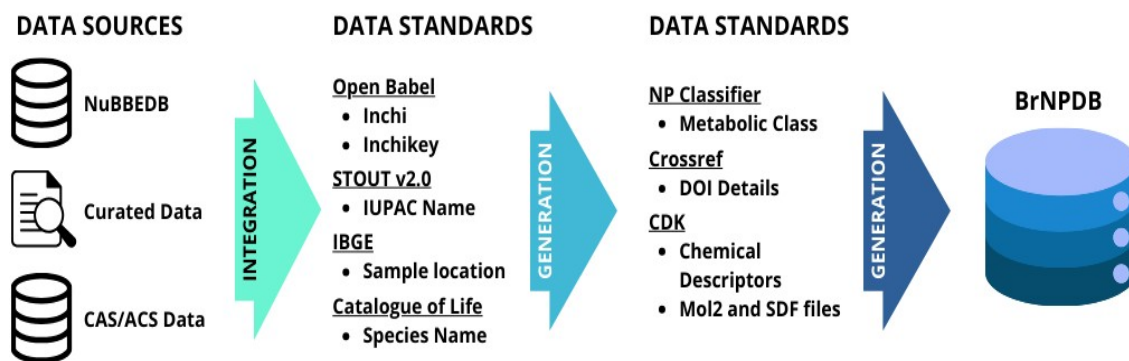 DATA SOURCES
NuBBEDB
Curated Data
CAS/ACS Data
INTEGRATION
DATA STANDARDS
Open Babel
• Inchi
• Inchikey
STOUT v2.0
• IUPAC Name
IBGE
• Sample location
Catalogue of Life
• Species Name
GENERATION
DATA STANDARDS
NP Classifier
• Metabolic Class
Crossref
• DOI Details
CDK
• Chemical
Descriptors
• Mol2 and SDF files
GENERATION
BrNPDB